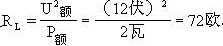 R_L = U²额/P额 = (12伏)²/2瓦 = 72欧.